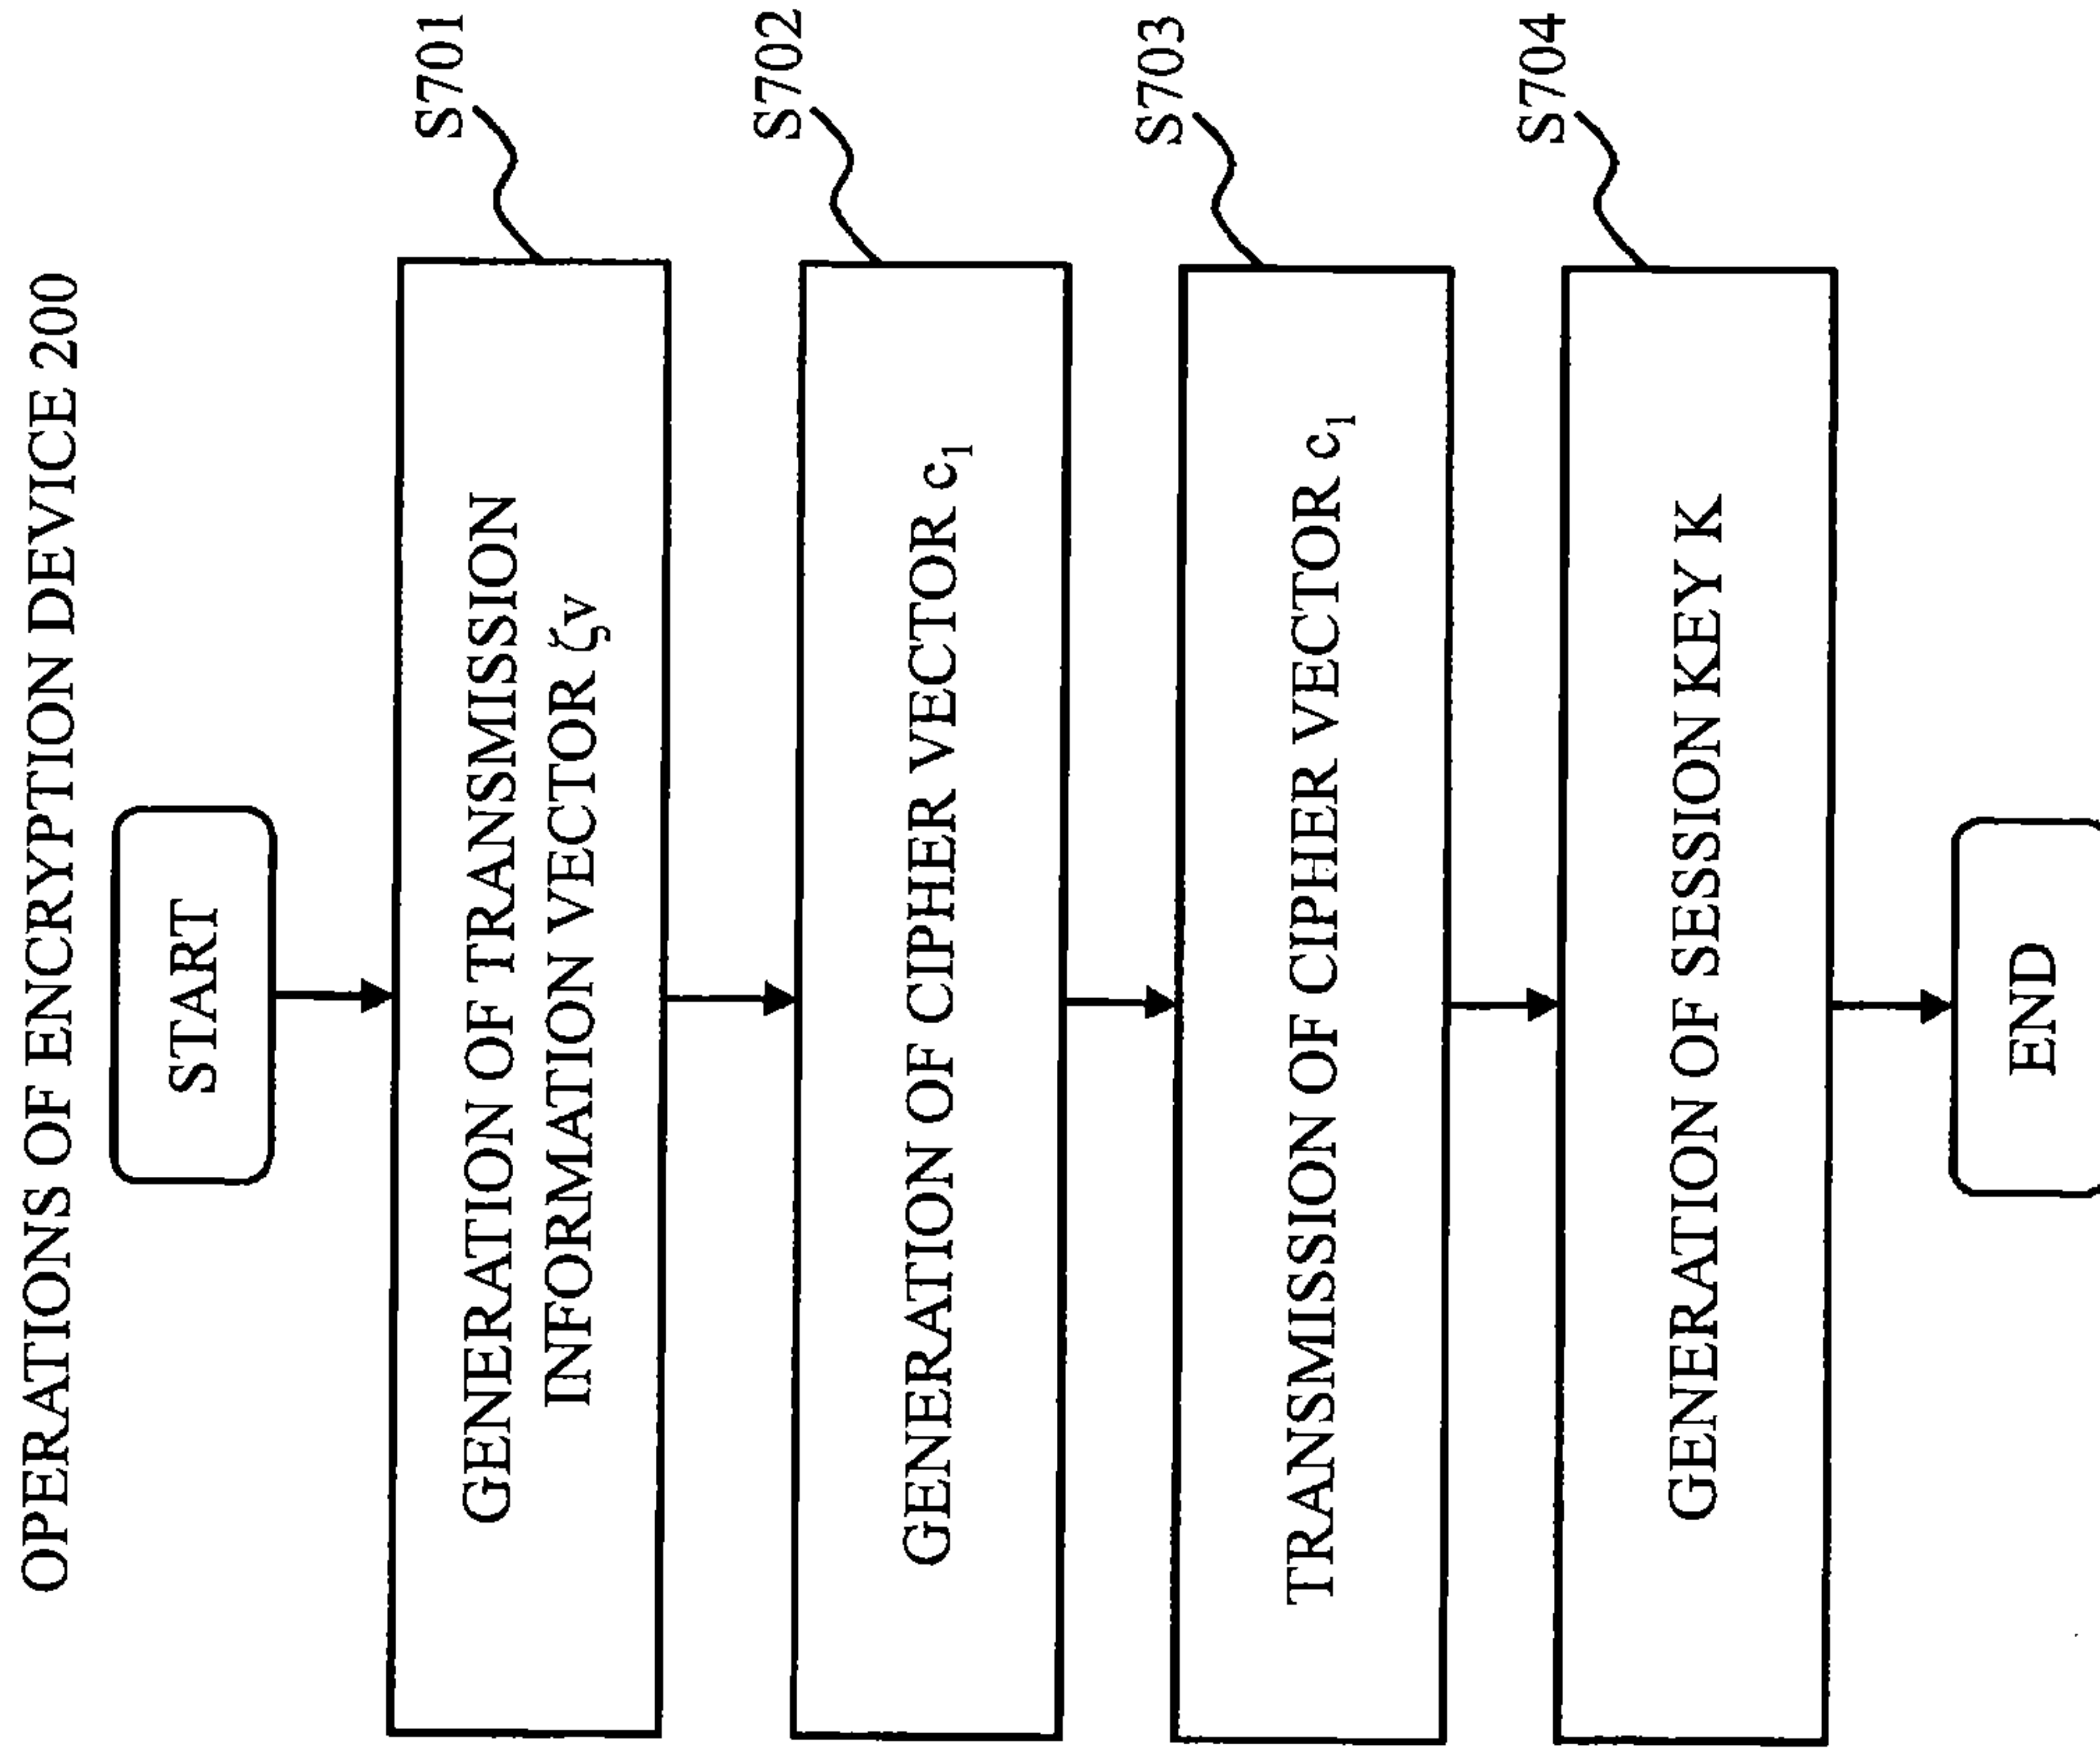 OPERATIONS OF ENCRYPTION DEVICE 200
START
S701
GENERATION OF TRANSMISSION
INFORMATION VECTOR ζv
S702
GENERATION OF CIPHER VECTOR c₁
S703
TRANSMISSION OF CIPHER VECTOR c₁
S704
GENERATION OF SESSION KEY K
END